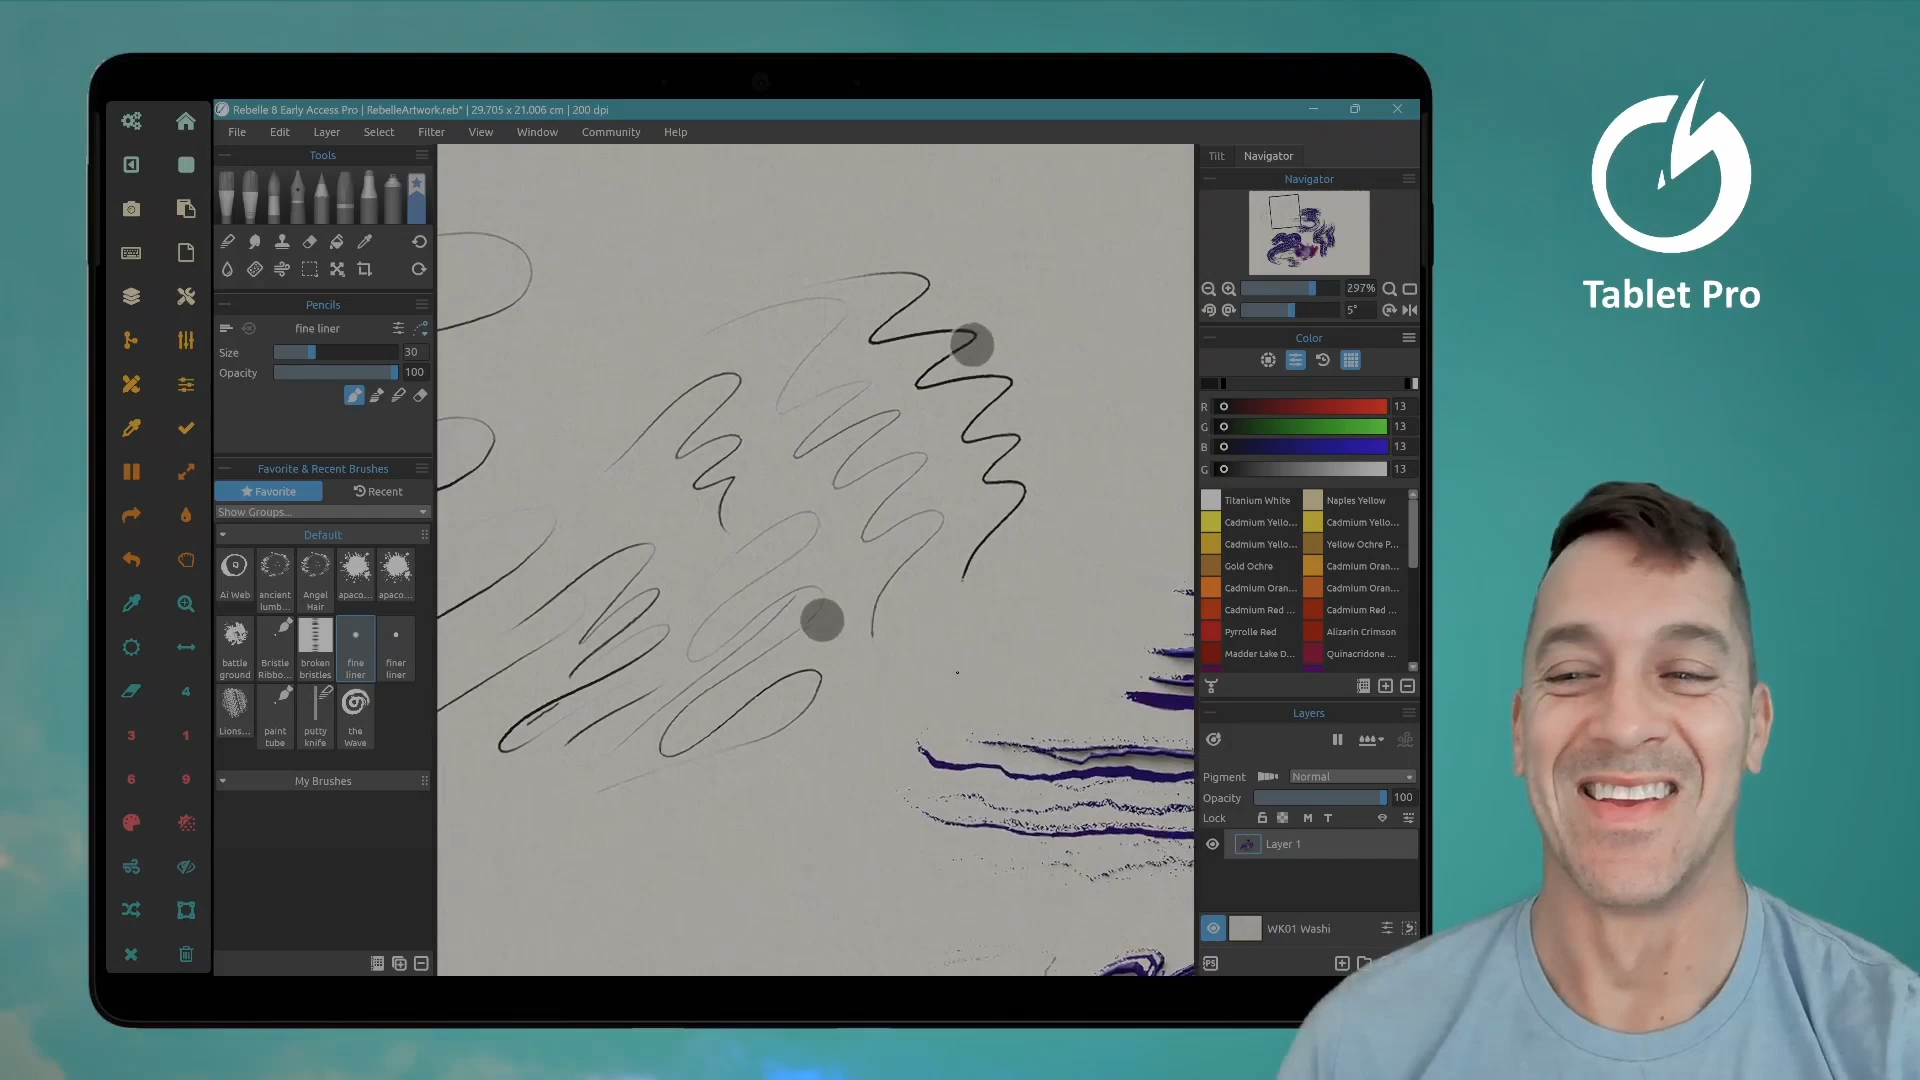 Rebelle 8 Early Access Pro | RebelleArtwork.reb* | 29.705 x 21.006 cm | 200 dpi
File Edit Layer Select Filter View Window Community Help
Tools
Pencils
fine liner
Size 30
Opacity 100
Favorite & Recent Brushes
Favorite Recent
Show Groups...
Default
Ai Web
ancient lumb...
Angel Hair
apaco...
apaco...
battle ground
Bristle Ribbo...
broken bristles
fine liner
finer liner
Lions...
paint tube
putty knife
the Wave
My Brushes
4
3 1
6 9
Tilt Navigator
Navigator
297%
5°
Color
R 13
G 13
B 13
G 13
Titanium White Naples Yellow
Cadmium Yello... Cadmium Yello...
Cadmium Yello... Yellow Ochre P...
Gold Ochre Cadmium Oran...
Cadmium Oran... Cadmium Oran...
Cadmium Red ... Cadmium Red ...
Pyrrolle Red Alizarin Crimson
Madder Lake D... Quinacridone ...
Layers
Pigment Normal
Opacity 100
Lock M T
Layer 1
WK01 Washi
PS
Tablet Pro